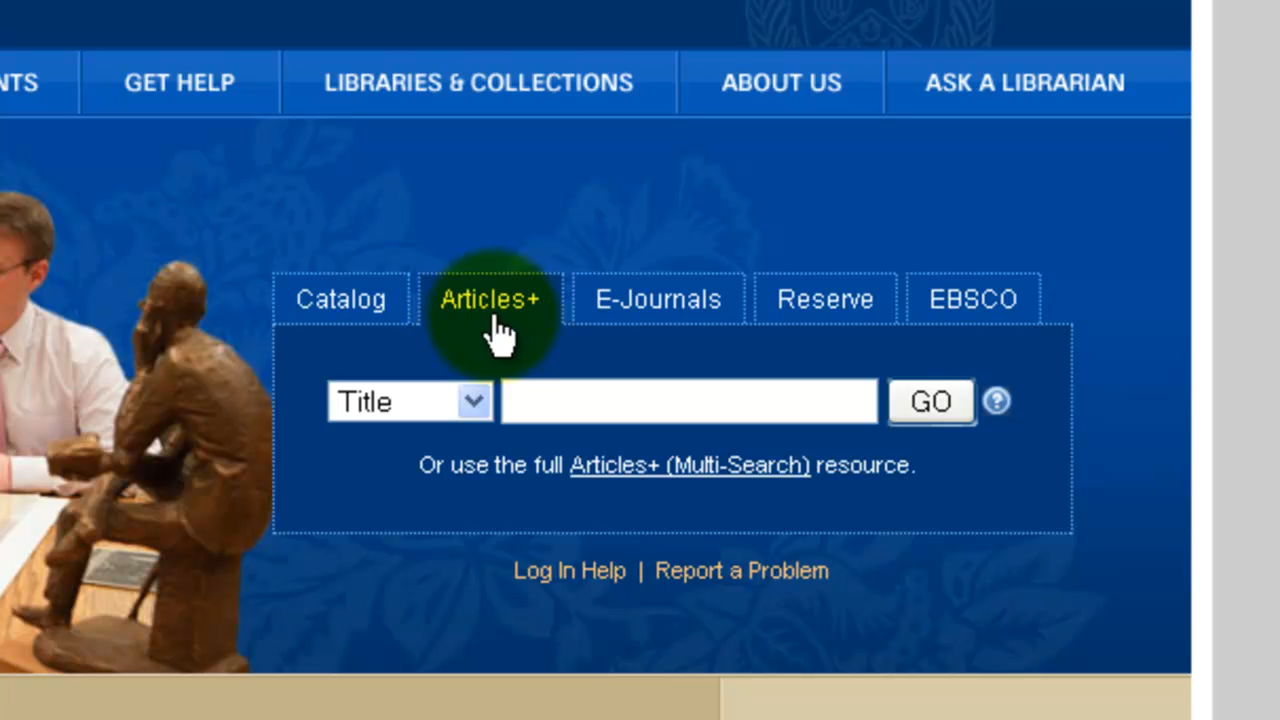 NTS GET HELP LIBRARIES & COLLECTIONS ABOUT US ASK A LIBRARIAN
Catalog Articles+ E-Journals Reserve EBSCO
Title GO ?
Or use the full Articles+ (Multi-Search) resource.
Log In Help | Report a Problem